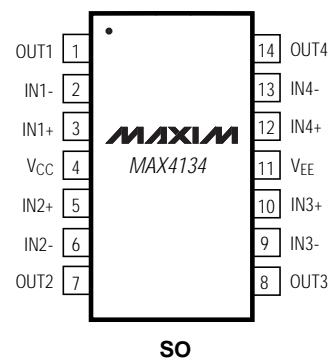 OUT1 1 14 OUT4
IN1- 2 13 IN4-
IN1+ 3 MAXIM 12 IN4+
VCC 4 MAX4134 11 VEE
IN2+ 5 10 IN3+
IN2- 6 9 IN3-
OUT2 7 8 OUT3
SO